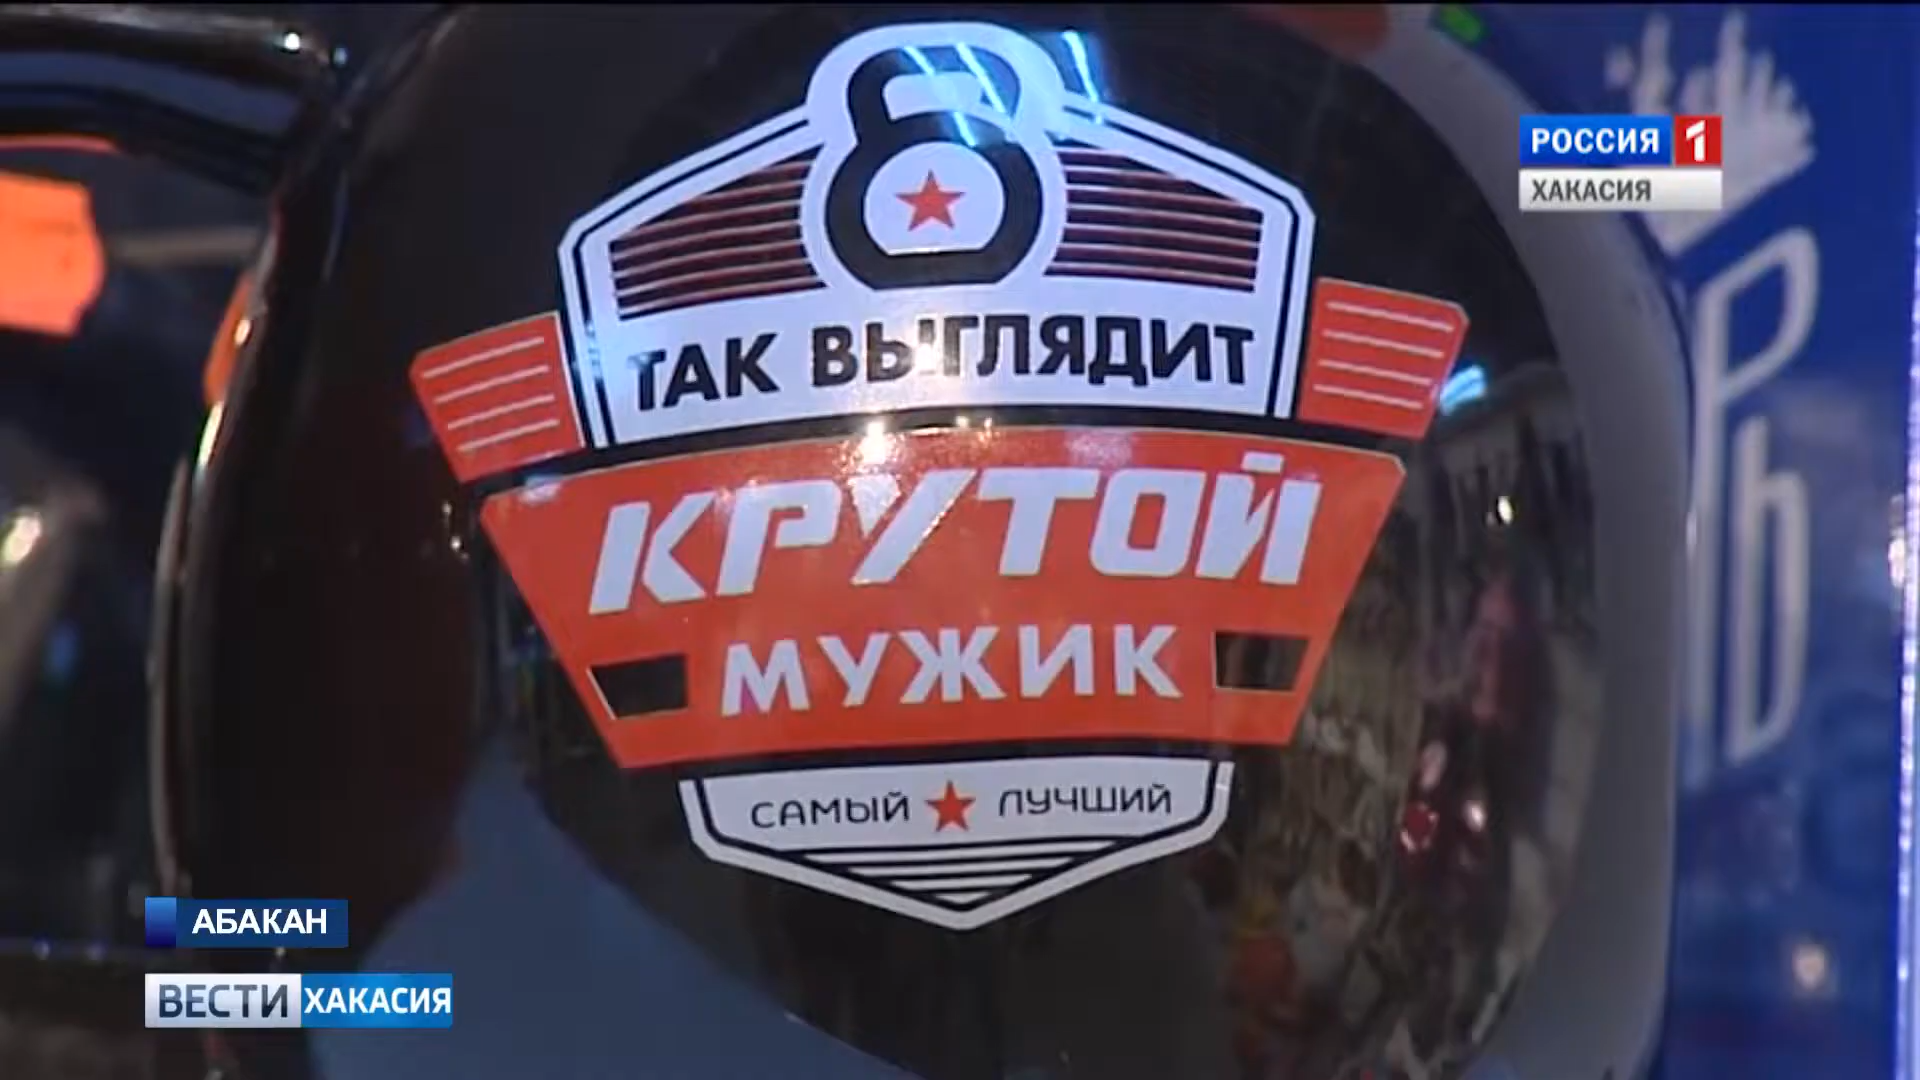 РОССИЯ 1
ХАКАСИЯ
ТАК ВЫГЛЯДИТ
КРУТОЙ
МУЖИК
САМЫЙ ЛУЧШИЙ
АБАКАН
ВЕСТИ ХАКАСИЯ